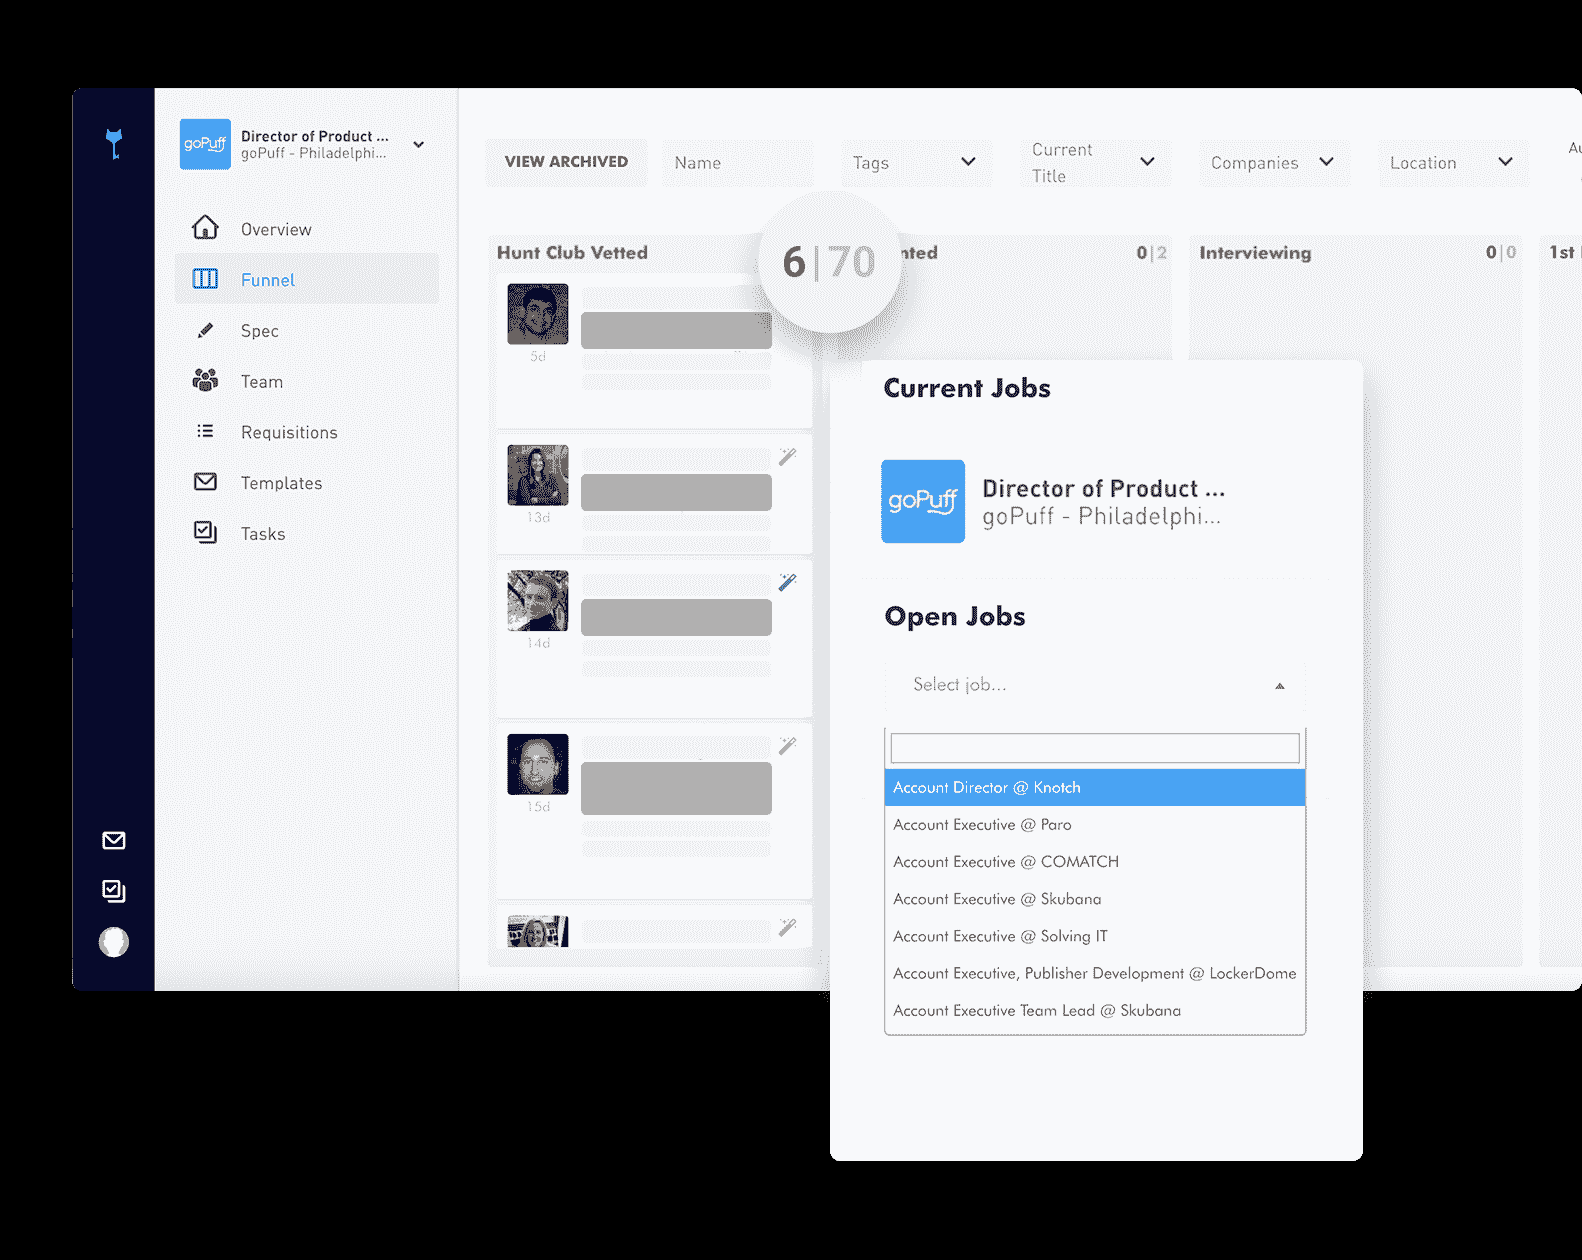 goPuff
Director of Product ...
goPuff - Philadelphi...
Overview
Funnel
Spec
Team
Requisitions
Templates
Tasks
VIEW ARCHIVED
Name
Tags
Current
Title
Companies
Location
Hunt Club Vetted
6|70
nted
0|2
Interviewing
0|0
1st
5d
13d
14d
15d
Current Jobs
goPuff
Director of Product ...
goPuff - Philadelphi...
Open Jobs
Select job...
Account Director @ Knotch
Account Executive @ Paro
Account Executive @ COMATCH
Account Executive @ Skubana
Account Executive @ Solving IT
Account Executive, Publisher Development @ LockerDome
Account Executive Team Lead @ Skubana